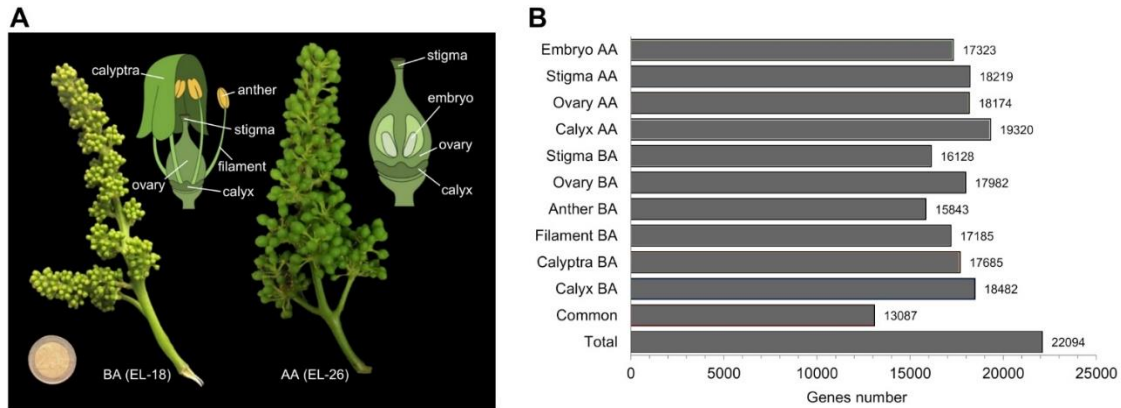 A
calyptra
anther
stigma
filament
ovary
calyx
BA (EL-18)
stigma
embryo
ovary
calyx
AA (EL-26)
B
Embryo AA 17323
Stigma AA 18219
Ovary AA 18174
Calyx AA 19320
Stigma BA 16128
Ovary BA 17982
Anther BA 15843
Filament BA 17185
Calyptra BA 17685
Calyx BA 18482
Common 13087
Total 22094
0 5000 10000 15000 20000 25000
Genes number